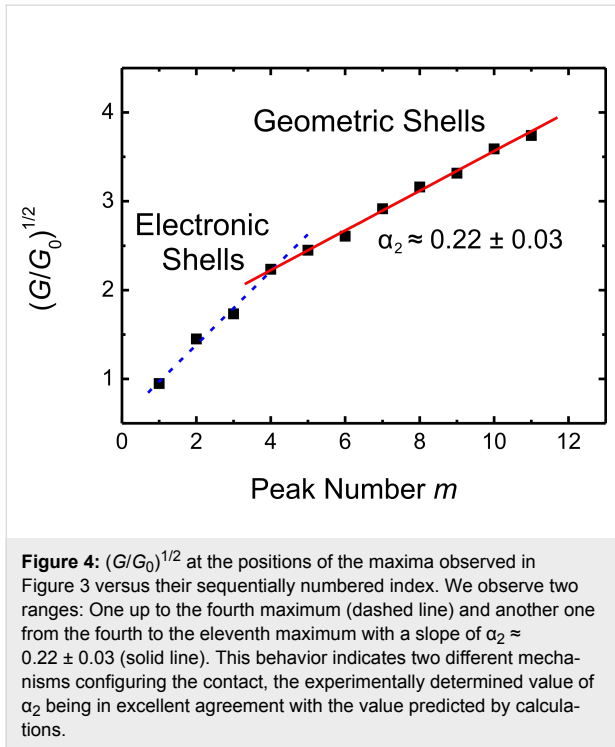 4
3
2
1
(G/G₀)^1/2
Geometric Shells
Electronic
Shells
α₂ ≈ 0.22 ± 0.03
0 2 4 6 8 10 12
Peak Number m
Figure 4: (G/G₀)^1/2 at the positions of the maxima observed in
Figure 3 versus their sequentially numbered index. We observe two
ranges: One up to the fourth maximum (dashed line) and another one
from the fourth to the eleventh maximum with a slope of α₂ ≈
0.22 ± 0.03 (solid line). This behavior indicates two different mecha-
nisms configuring the contact, the experimentally determined value of
α₂ being in excellent agreement with the value predicted by calcula-
tions.